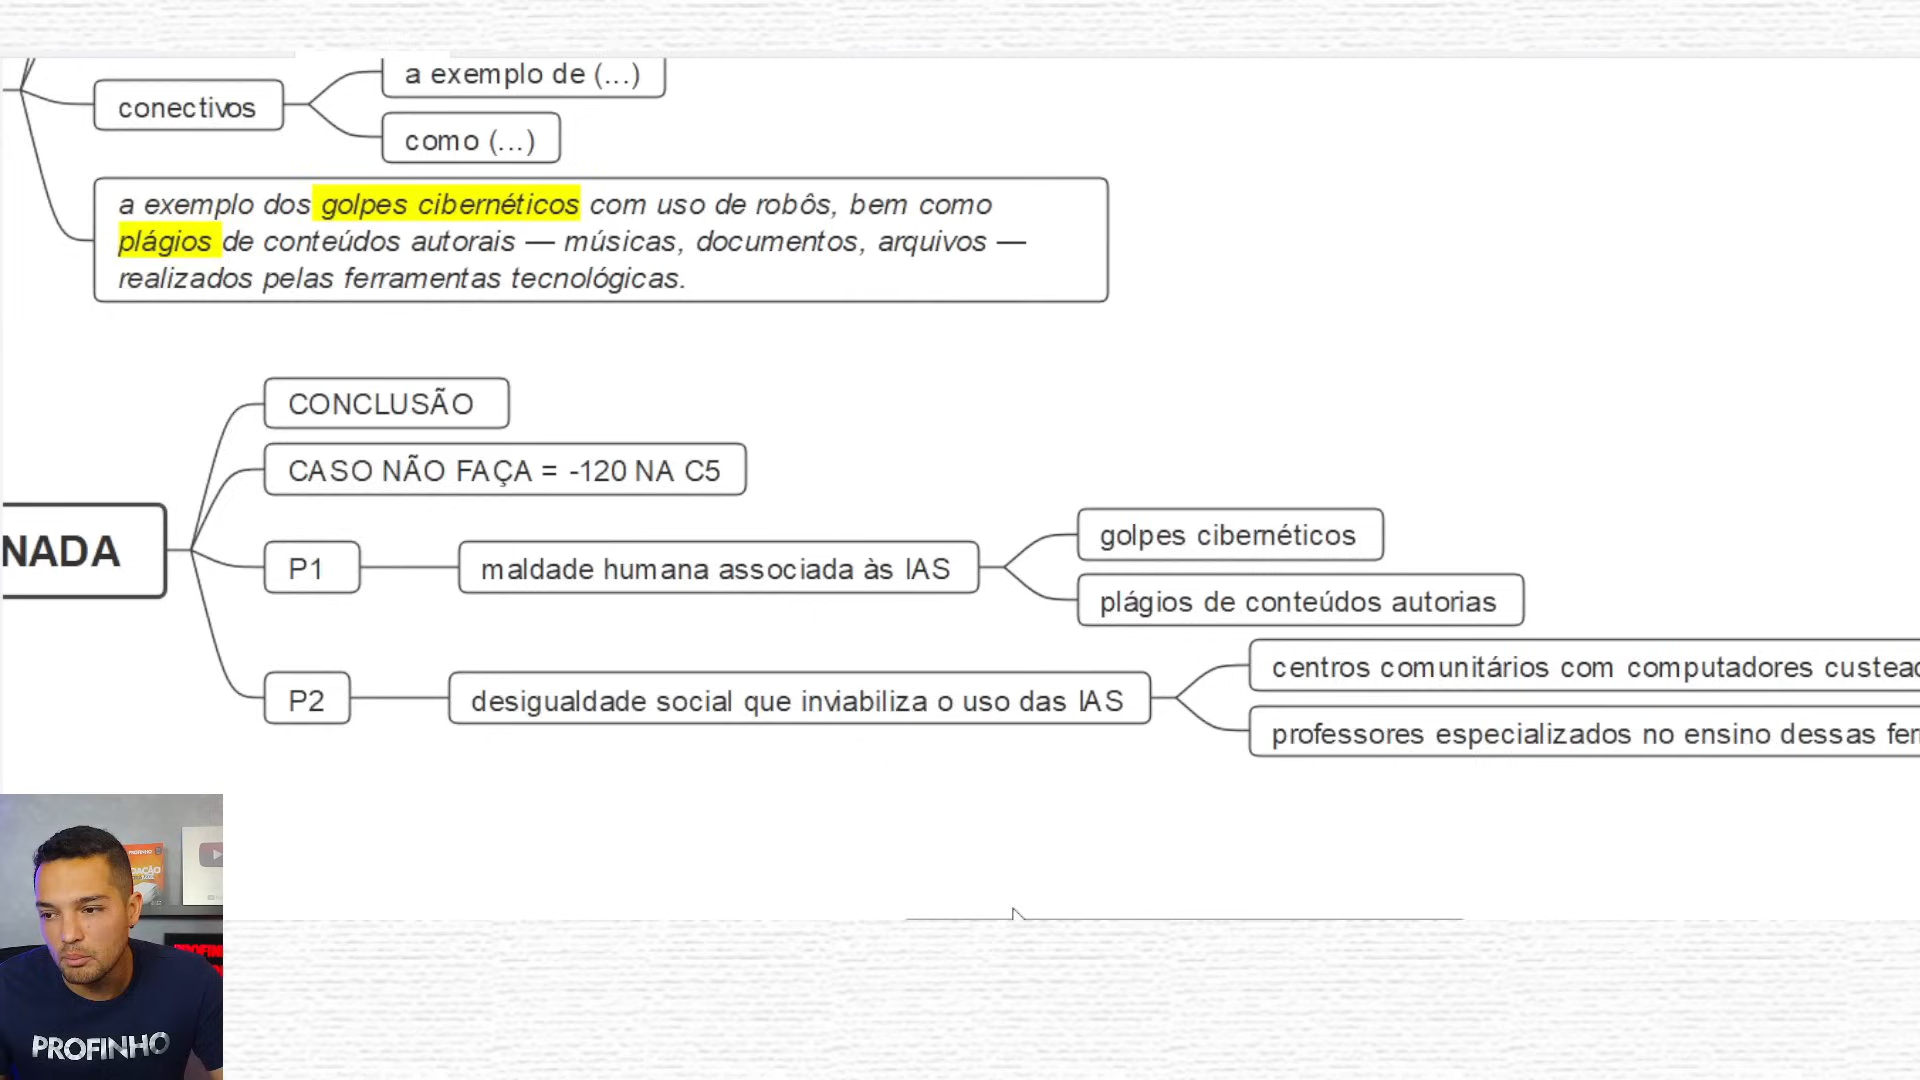 a exemplo de (...)
conectivos
como (...)
a exemplo dos golpes cibernéticos com uso de robôs, bem como
plágios de conteúdos autorais — músicas, documentos, arquivos —
realizados pelas ferramentas tecnológicas.
CONCLUSÃO
CASO NÃO FAÇA = -120 NA C5
NADA
P1
maldade humana associada às IAS
golpes cibernéticos
plágios de conteúdos autorias
P2
desigualdade social que inviabiliza o uso das IAS
centros comunitários com computadores
professores especializados no ensino dessas
PROFINHO